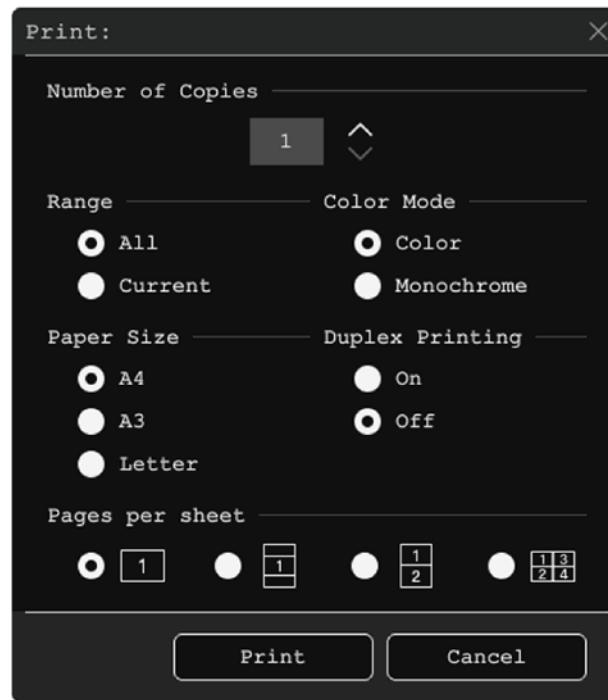 Print:
Number of Copies
1
Range
All
Current
Color Mode
Color
Monochrome
Paper Size
A4
A3
Letter
Duplex Printing
On
Off
Pages per sheet
1
1
1
2
1 3
2 4
Print
Cancel